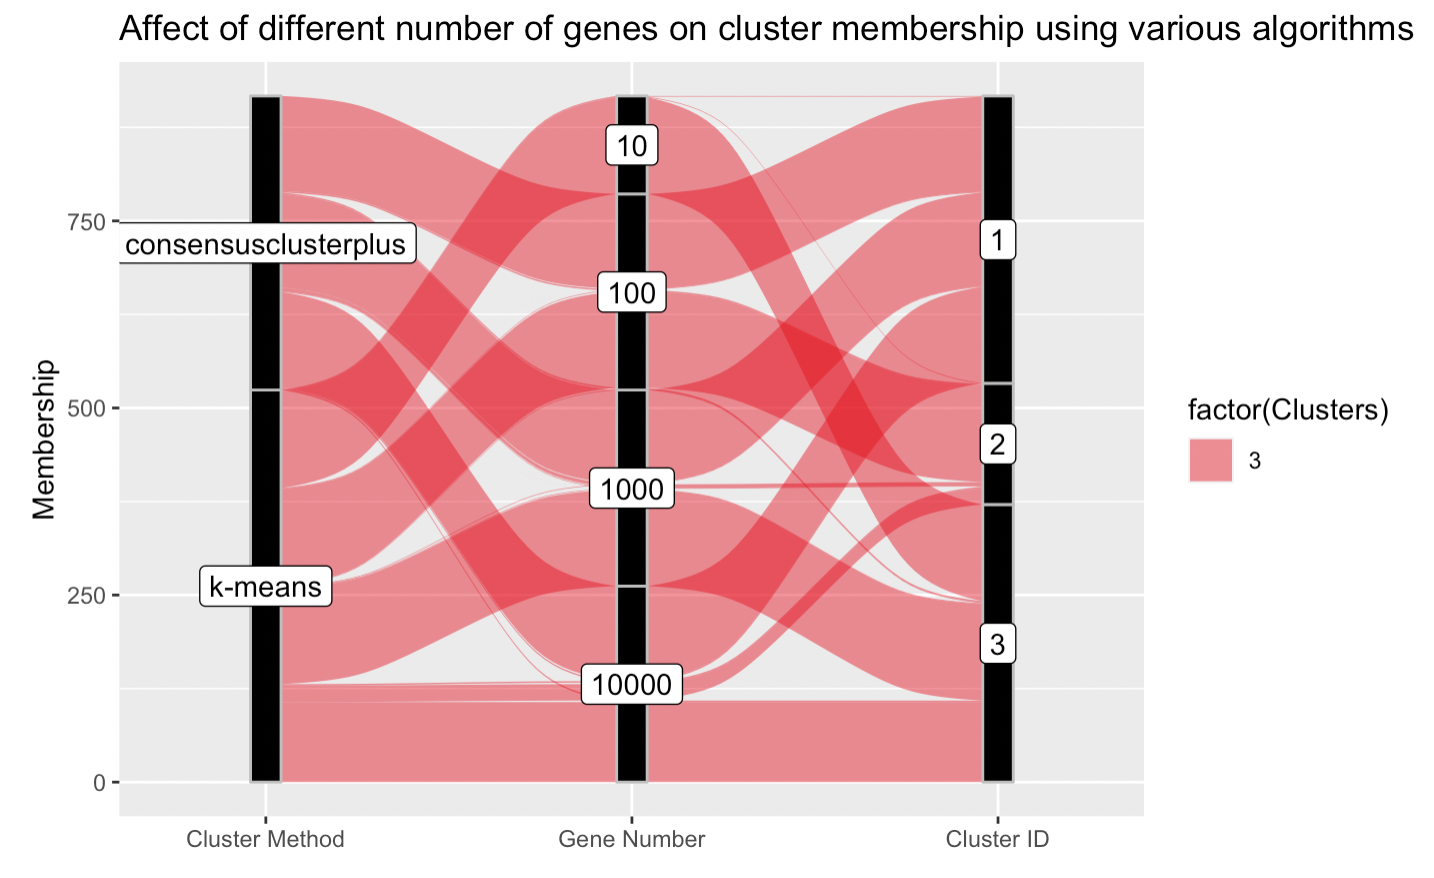 Affect of different number of genes on cluster membership using various algorithms
Membership
750
500
250
0
consensusclusterplus
k-means
10
100
1000
10000
1
2
3
Cluster Method
Gene Number
Cluster ID
factor(Clusters)
3